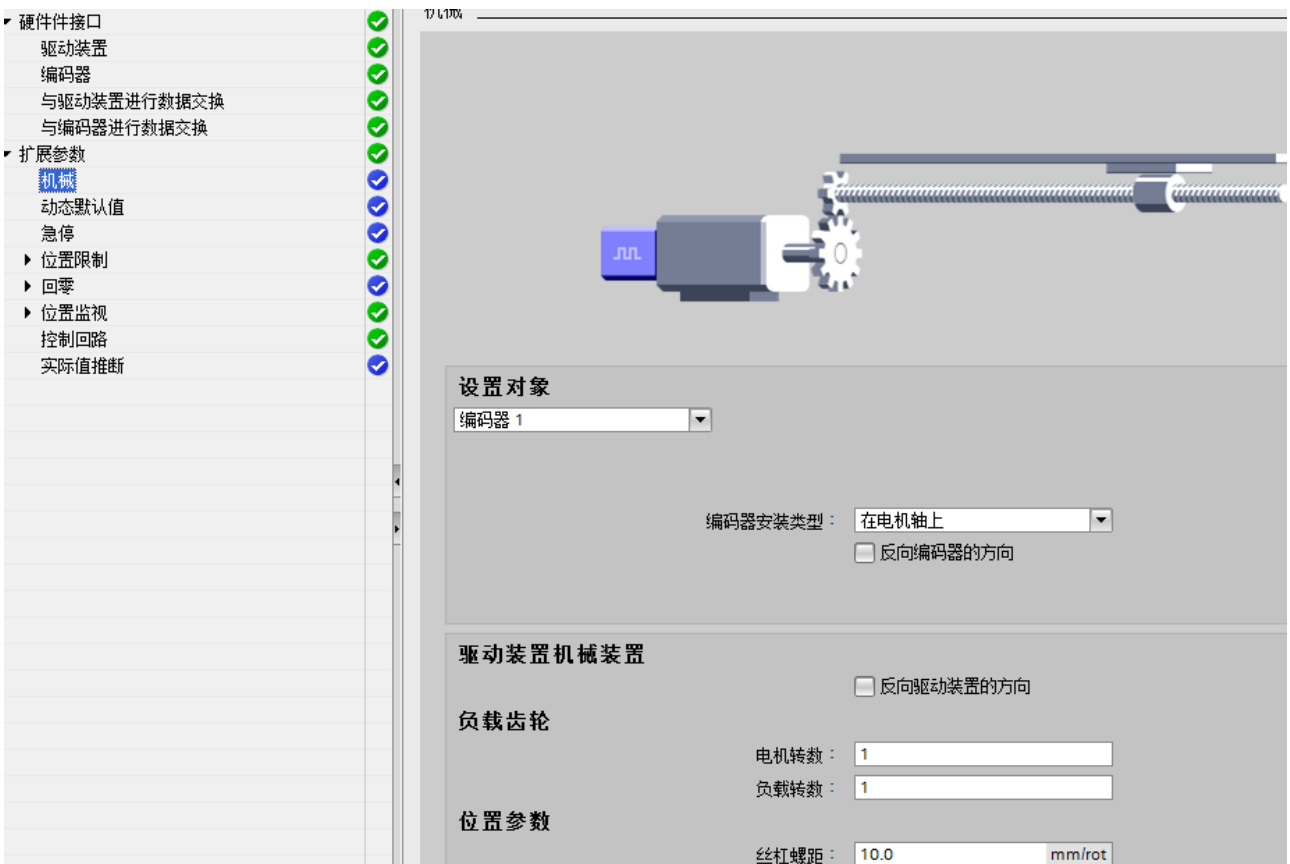 硬件件接口
驱动装置
编码器
与驱动装置进行数据交换
与编码器进行数据交换
扩展参数
机械
动态默认值
急停
位置限制
回零
位置监视
控制回路
实际值推断
机械
设置对象
编码器 1
编码器安装类型：
在电机轴上
反向编码器的方向
驱动装置机械装置
反向驱动装置的方向
负载齿轮
电机转数： 1
负载转数： 1
位置参数
丝杠螺距： 10.0 mm/rot